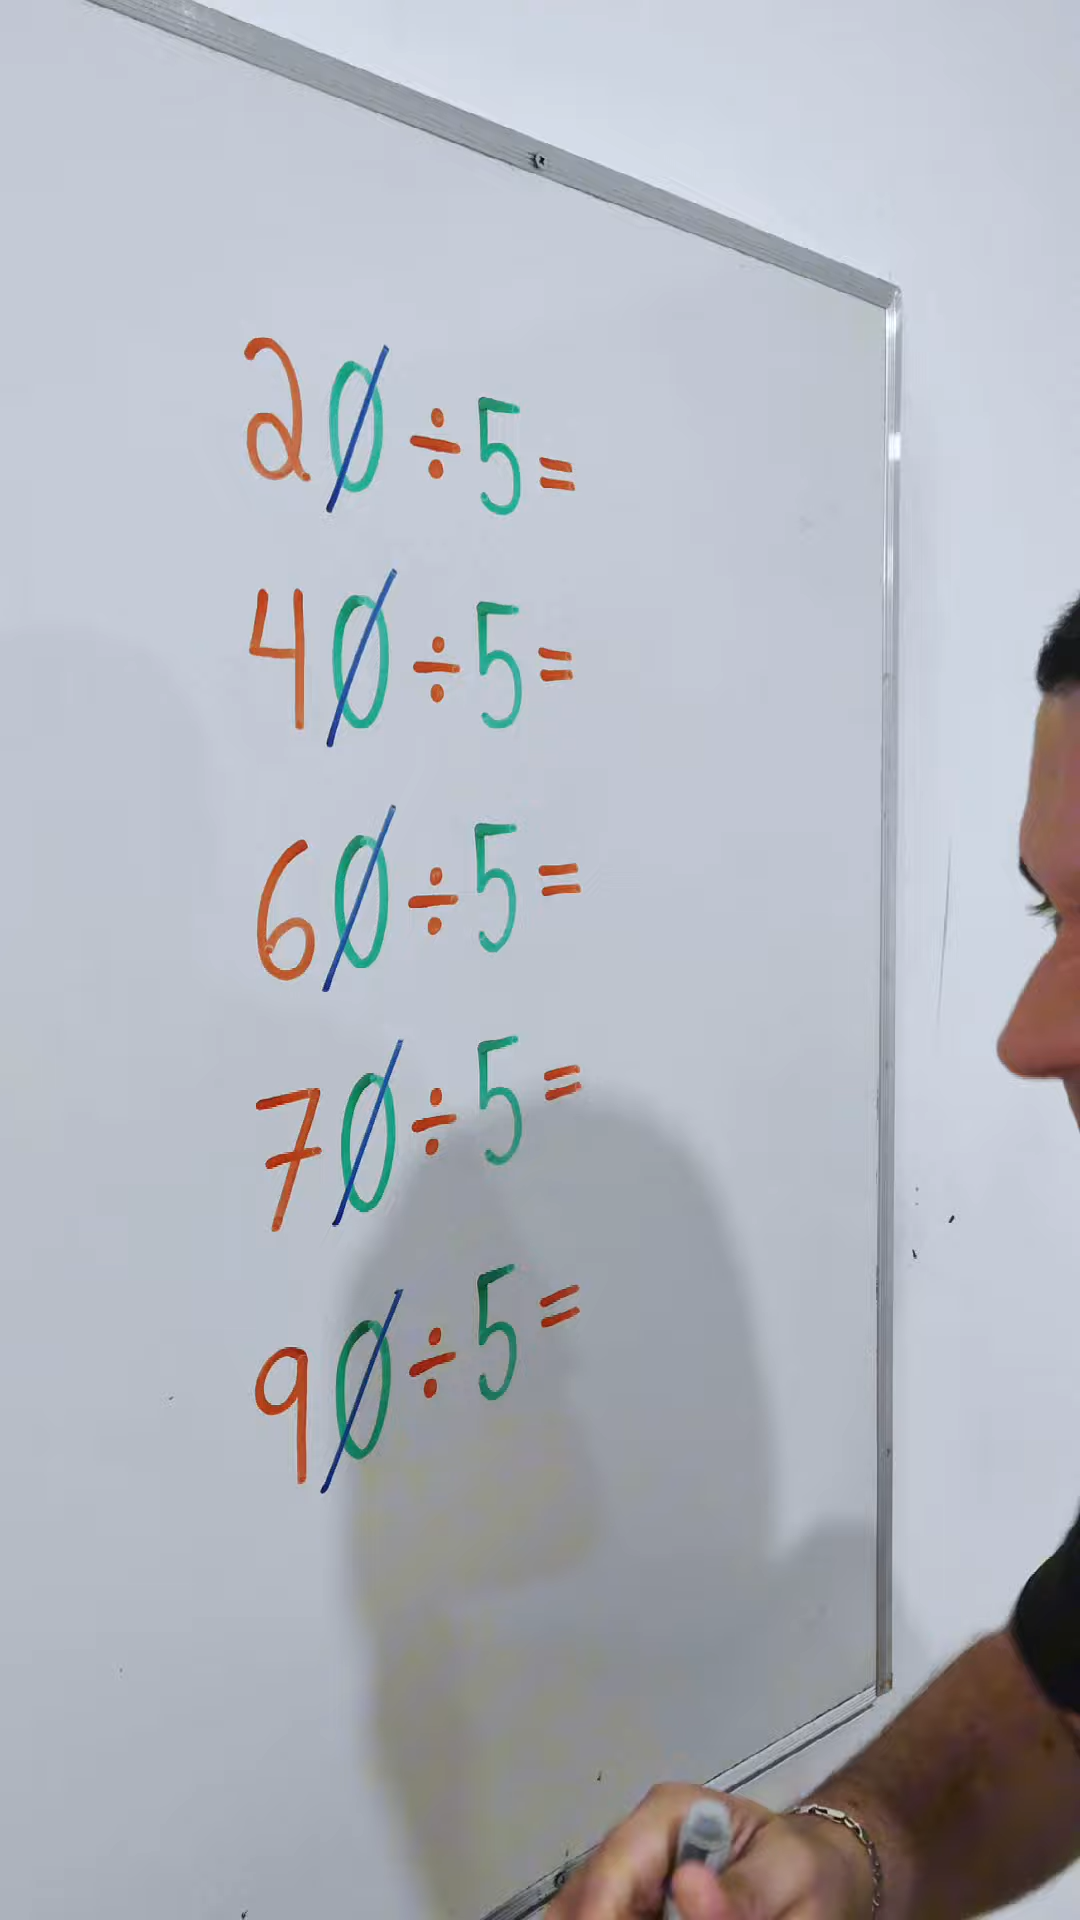 20 ÷ 5 =
40 ÷ 5 =
60 ÷ 5 =
70 ÷ 5 =
90 ÷ 5 =